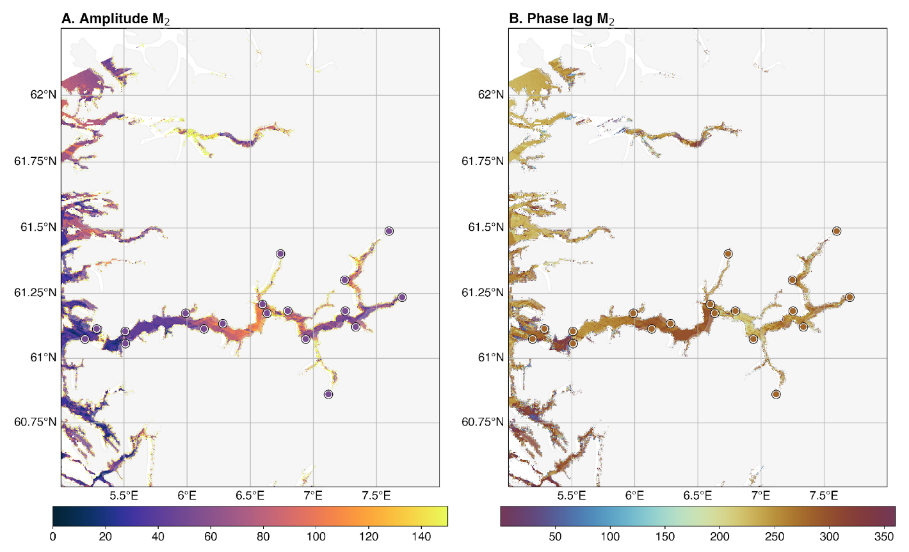 A. Amplitude M₂
B. Phase lag M₂
62°N
61.75°N
61.5°N
61.25°N
61°N
60.75°N
62°N
61.75°N
61.5°N
61.25°N
61°N
60.75°N
5.5°E 6°E 6.5°E 7°E 7.5°E
5.5°E 6°E 6.5°E 7°E 7.5°E
0 20 40 60 80 100 120 140
50 100 150 200 250 300 350